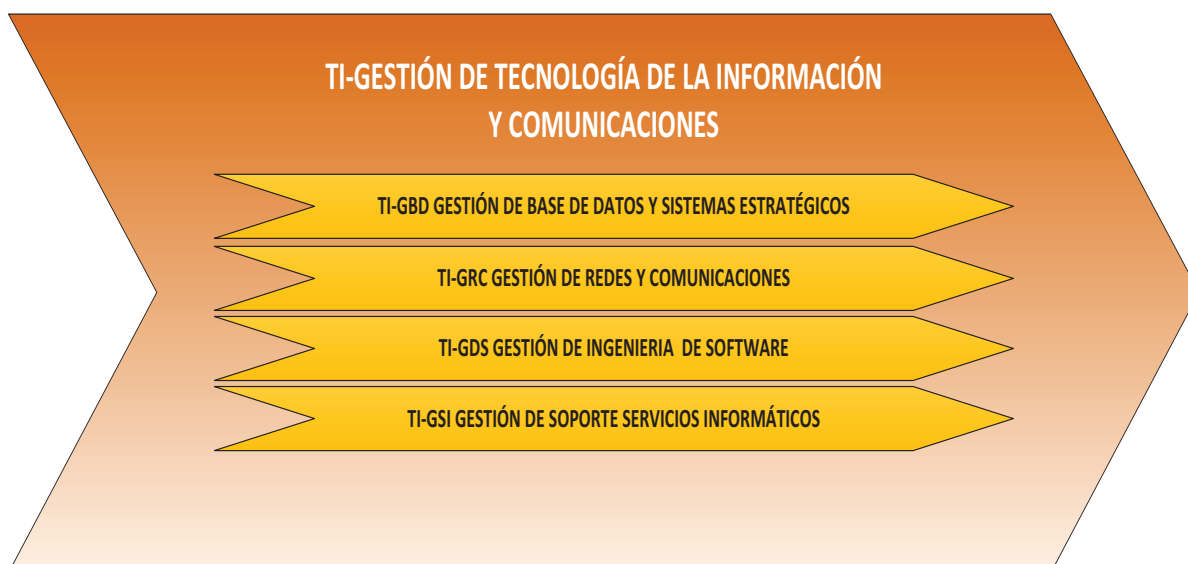 TI-GESTIÓN DE TECNOLOGÍA DE LA INFORMACIÓN
Y COMUNICACIONES
TI-GBD GESTIÓN DE BASE DE DATOS Y SISTEMAS ESTRATÉGICOS
TI-GRC GESTIÓN DE REDES Y COMUNICACIONES
TI-GDS GESTIÓN DE INGENIERIA DE SOFTWARE
TI-GSI GESTIÓN DE SOPORTE SERVICIOS INFORMÁTICOS